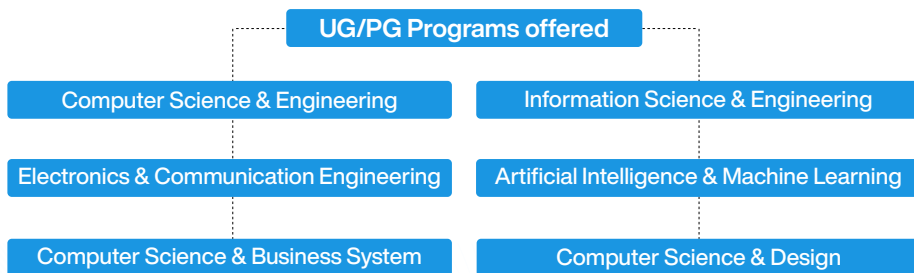 UG/PG Programs offered
Computer Science & Engineering
Information Science & Engineering
Electronics & Communication Engineering
Artificial Intelligence & Machine Learning
Computer Science & Business System
Computer Science & Design